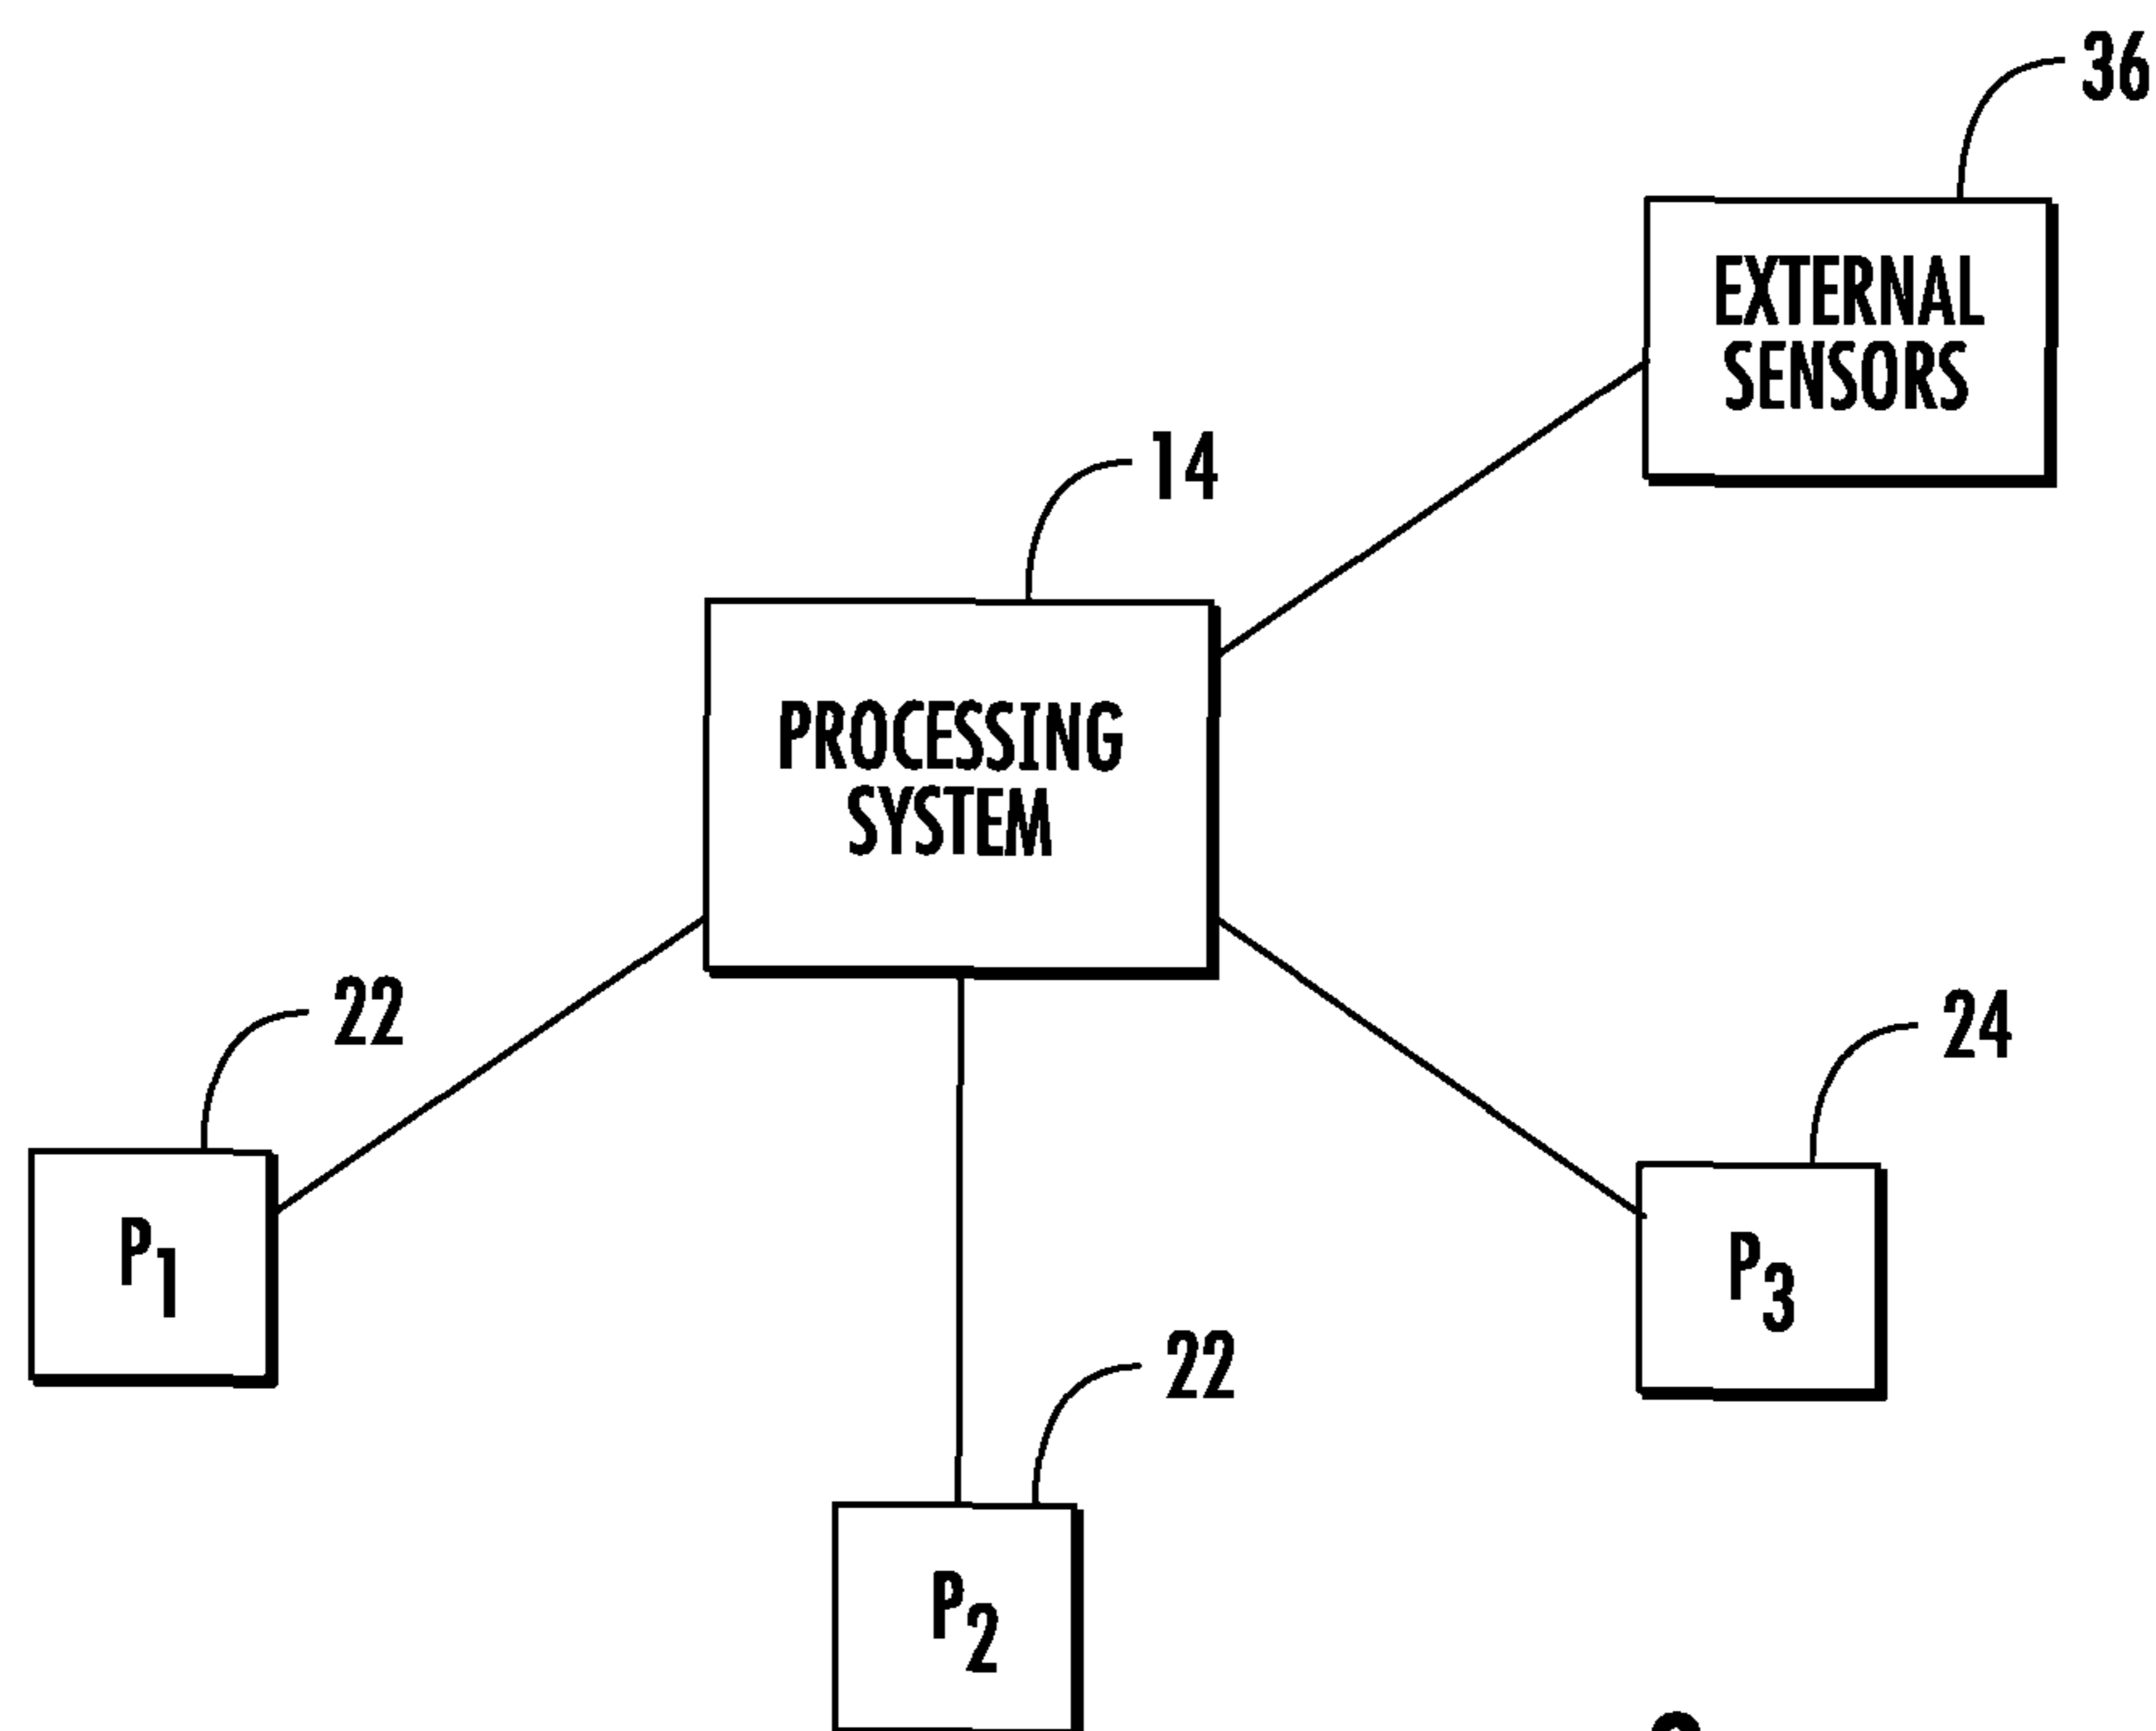 36
EXTERNAL
SENSORS
14
PROCESSING
SYSTEM
22
24
P1
P3
22
P2